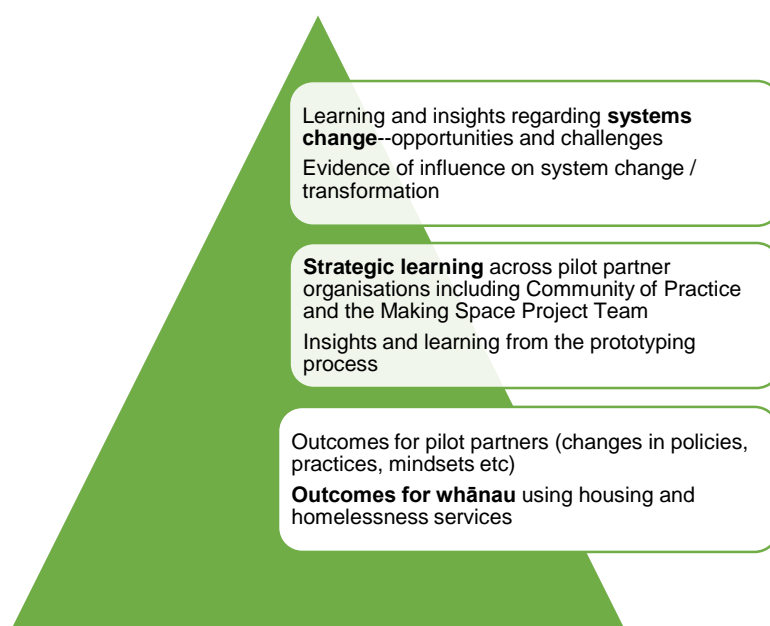 Learning and insights regarding systems
change--opportunities and challenges
Evidence of influence on system change /
transformation
Strategic learning across pilot partner
organisations including Community of Practice
and the Making Space Project Team
Insights and learning from the prototyping
process
Outcomes for pilot partners (changes in policies,
practices, mindsets etc)
Outcomes for whānau using housing and
homelessness services